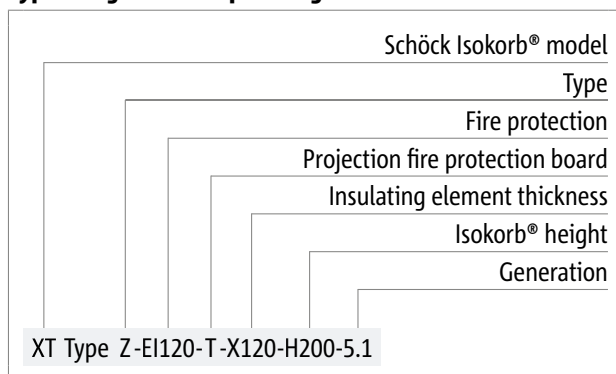 Schöck Isokorb® model
Type
Fire protection
Projection fire protection board
Insulating element thickness
Isokorb® height
Generation
XT Type Z-EI120-T-X120-H200-5.1